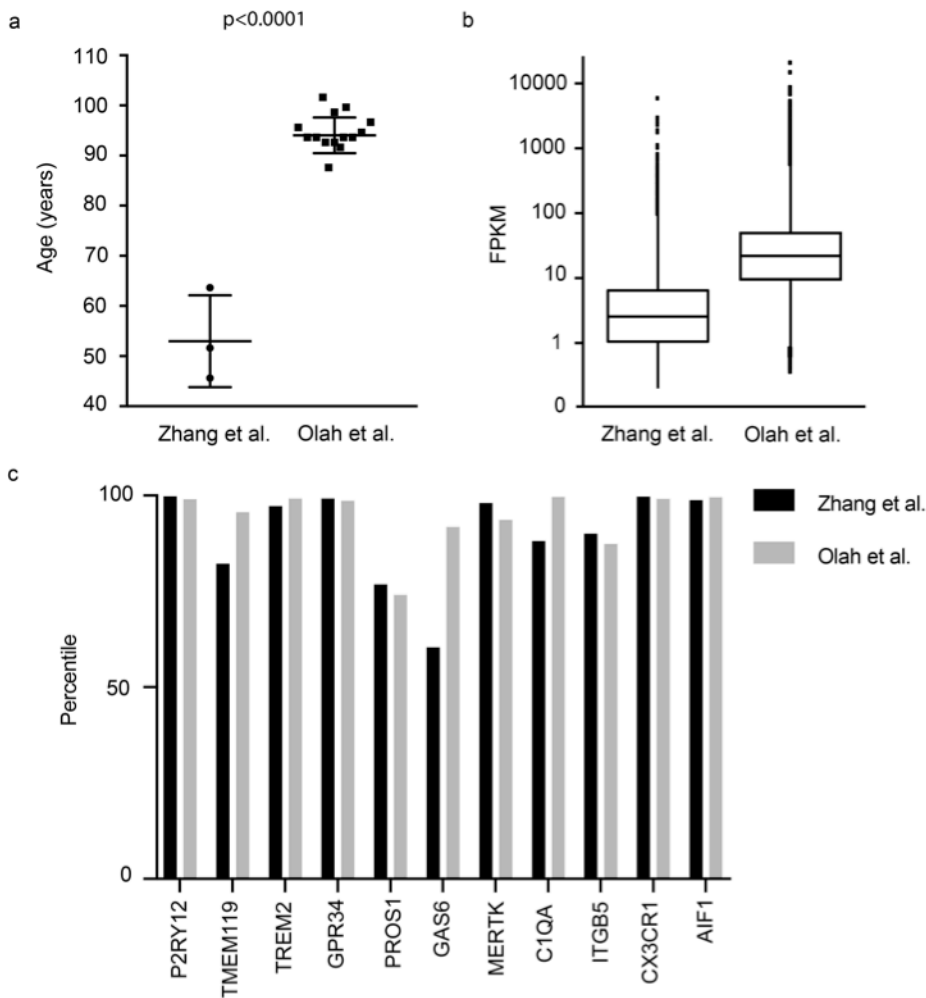 a
p<0.0001
110
100
90
80
70
60
50
40
Age (years)
Zhang et al.
Olah et al.
b
10000
1000
100
10
1
0
FPKM
Zhang et al.
Olah et al.
c
100
50
0
Percentile
Zhang et al.
Olah et al.
P2RY12
TMEM119
TREM2
GPR34
PROS1
GAS6
MERTK
C1QA
ITGB5
CX3CR1
AIF1